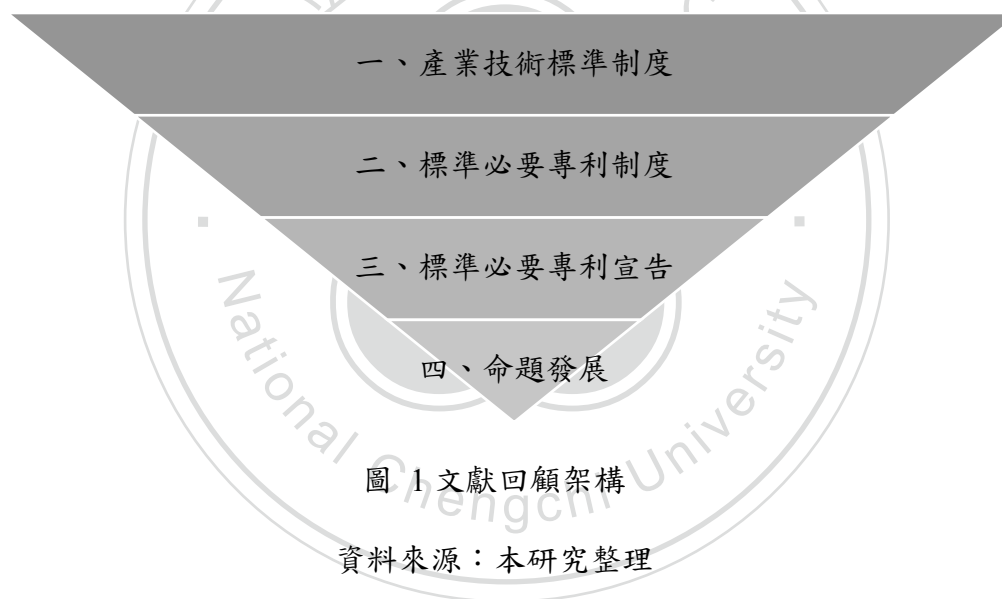 一、產業技術標準制度
二、標準必要專利制度
三、標準必要專利宣告
四、命題發展
圖 1 文獻回顧架構
資料來源：本研究整理
National Chengchi University